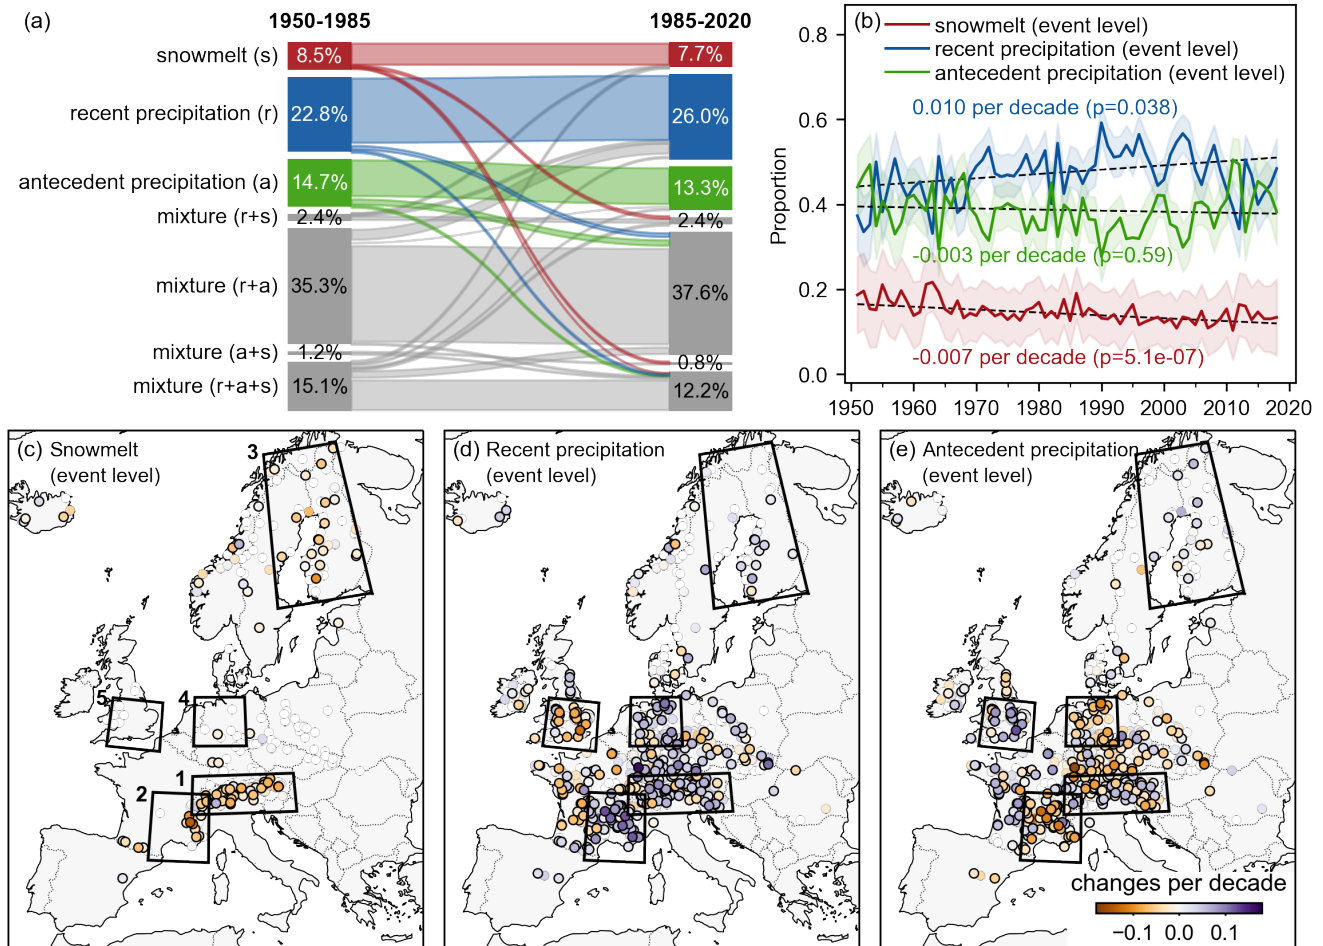 (a)
1950-1985
1985-2020
snowmelt (s)
8.5%
7.7%
recent precipitation (r)
22.8%
26.0%
antecedent precipitation (a)
14.7%
13.3%
mixture (r+s)
2.4%
2.4%
mixture (r+a)
35.3%
37.6%
mixture (a+s)
1.2%
0.8%
mixture (r+a+s)
15.1%
12.2%
(b)
snowmelt (event level)
recent precipitation (event level)
antecedent precipitation (event level)
0.010 per decade (p=0.038)
-0.003 per decade (p=0.59)
-0.007 per decade (p=5.1e-07)
Proportion
0.8
0.6
0.4
0.2
0.0
1950 1960 1970 1980 1990 2000 2010 2020
(c) Snowmelt
(event level)
3
5
4
1
2
(d) Recent precipitation
(event level)
(e) Antecedent precipitation
(event level)
changes per decade
−0.1 0.0 0.1